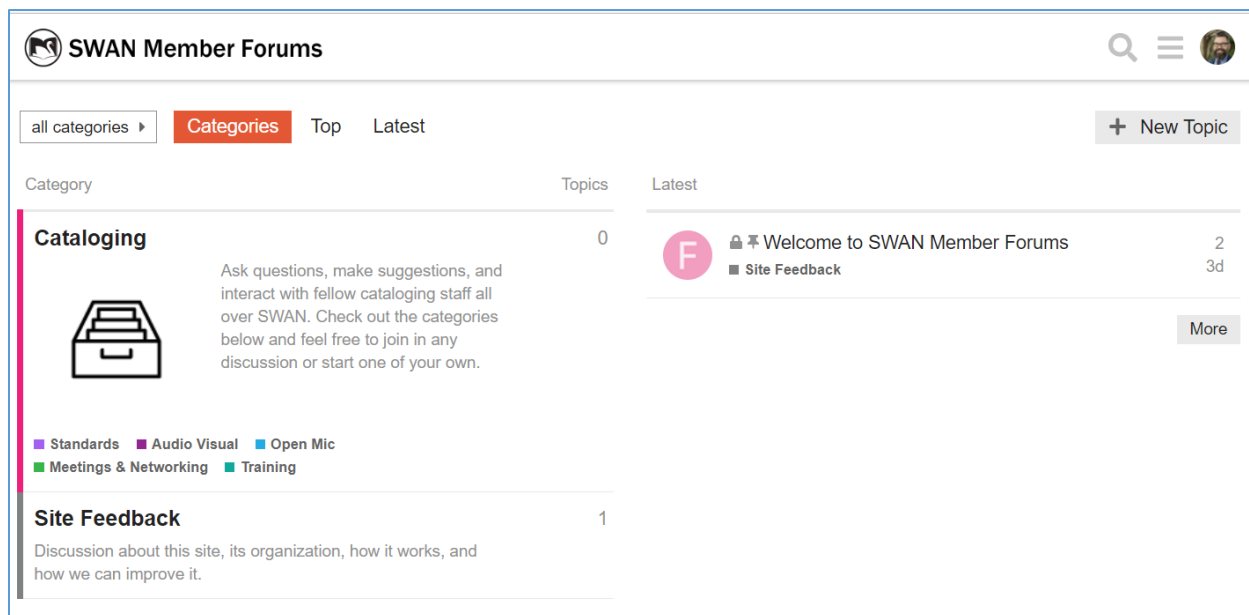 SWAN Member Forums
all categories
Categories
Top
Latest
+ New Topic
Category
Topics
Cataloging
0
Ask questions, make suggestions, and
interact with fellow cataloging staff all
over SWAN. Check out the categories
below and feel free to join in any
discussion or start one of your own.
Standards Audio Visual Open Mic
Meetings & Networking Training
Site Feedback
1
Discussion about this site, its organization, how it works, and
how we can improve it.
Latest
F
Welcome to SWAN Member Forums
2
Site Feedback
3d
More